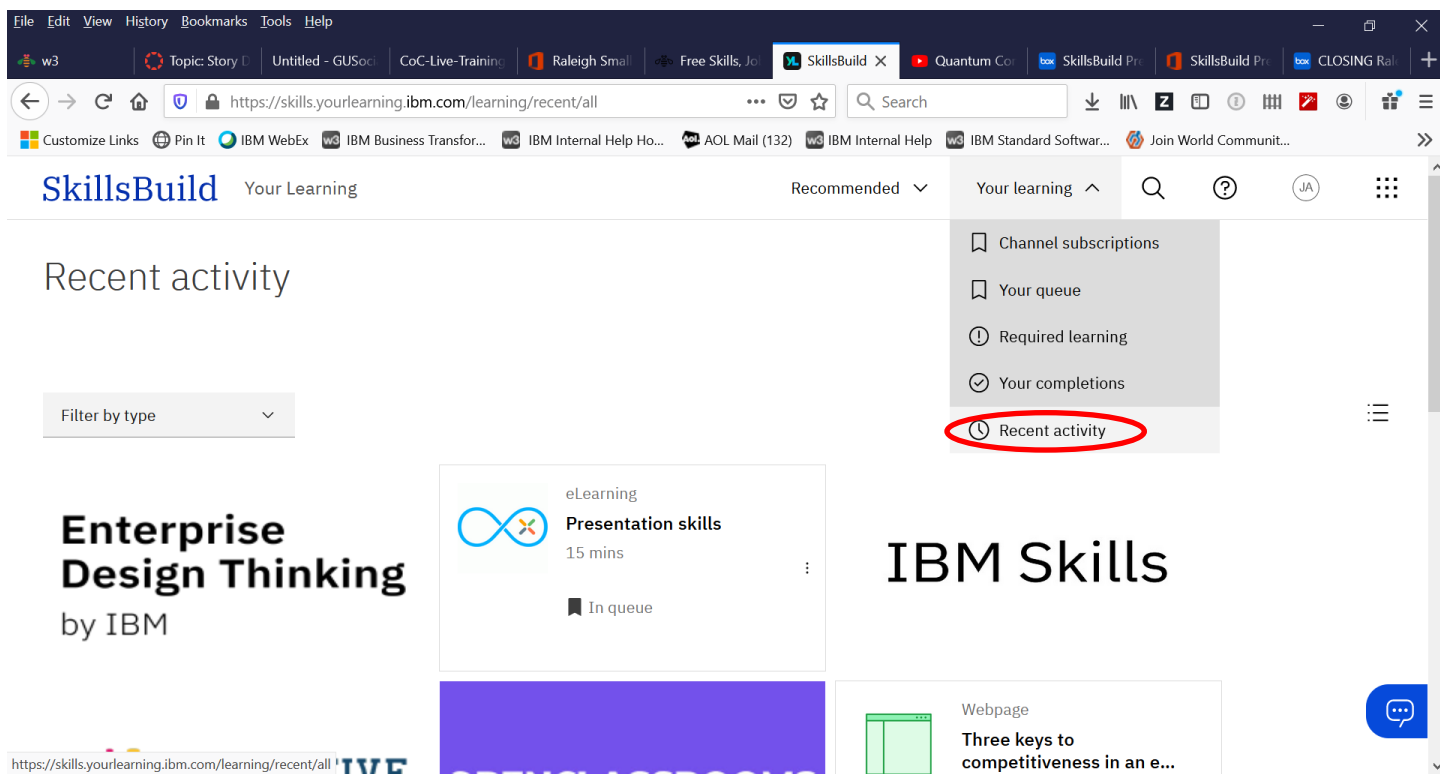 File Edit View History Bookmarks Tools Help
w3
Topic: Story D
Untitled - GUSoci
CoC-Live-Training
Raleigh Small
Free Skills, Jo
SkillsBuild
Quantum Co
SkillsBuild Pre
SkillsBuild Pre
CLOSING Rale
https://skills.yourlearning.ibm.com/learning/recent/all
Search
Customize Links Pin It IBM WebEx IBM Business Transfor... IBM Internal Help Ho... AOL Mail (132) IBM Internal Help IBM Standard Softwar... Join World Communit...
SkillsBuild Your Learning Recommended Your learning JA
Channel subscriptions
Recent activity
Your queue
Required learning
Your completions
Filter by type
Recent activity
Enterprise
Design Thinking
by IBM
eLearning
Presentation skills
15 mins
In queue
IBM Skills
Webpage
Three keys to
competitiveness in an e...
https://skills.yourlearning.ibm.com/learning/recent/all